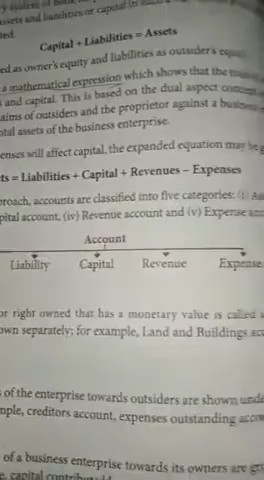 assets and liabilities or capital
Capital + Liabilities = Assets
ed as owner's equity and liabilities as outsider's
a mathematical expression which shows that the
and capital. This is based on the dual aspect
aims of outsiders and the proprietor against a business
otal assets of the business enterprise.
enses will affect capital, the expanded equation may be
ts = Liabilities + Capital + Revenues – Expenses
proach, accounts are classified into five categories: (i)
pital account, (iv) Revenue account and (v) Expense
Account
Liability Capital Revenue Expense
or right owned that has a monetary value is called
own separately; for example, Land and Buildings
of the enterprise towards outsiders are shown
mple, creditors account, expenses outstanding
of a business enterprise towards its owners are
capital